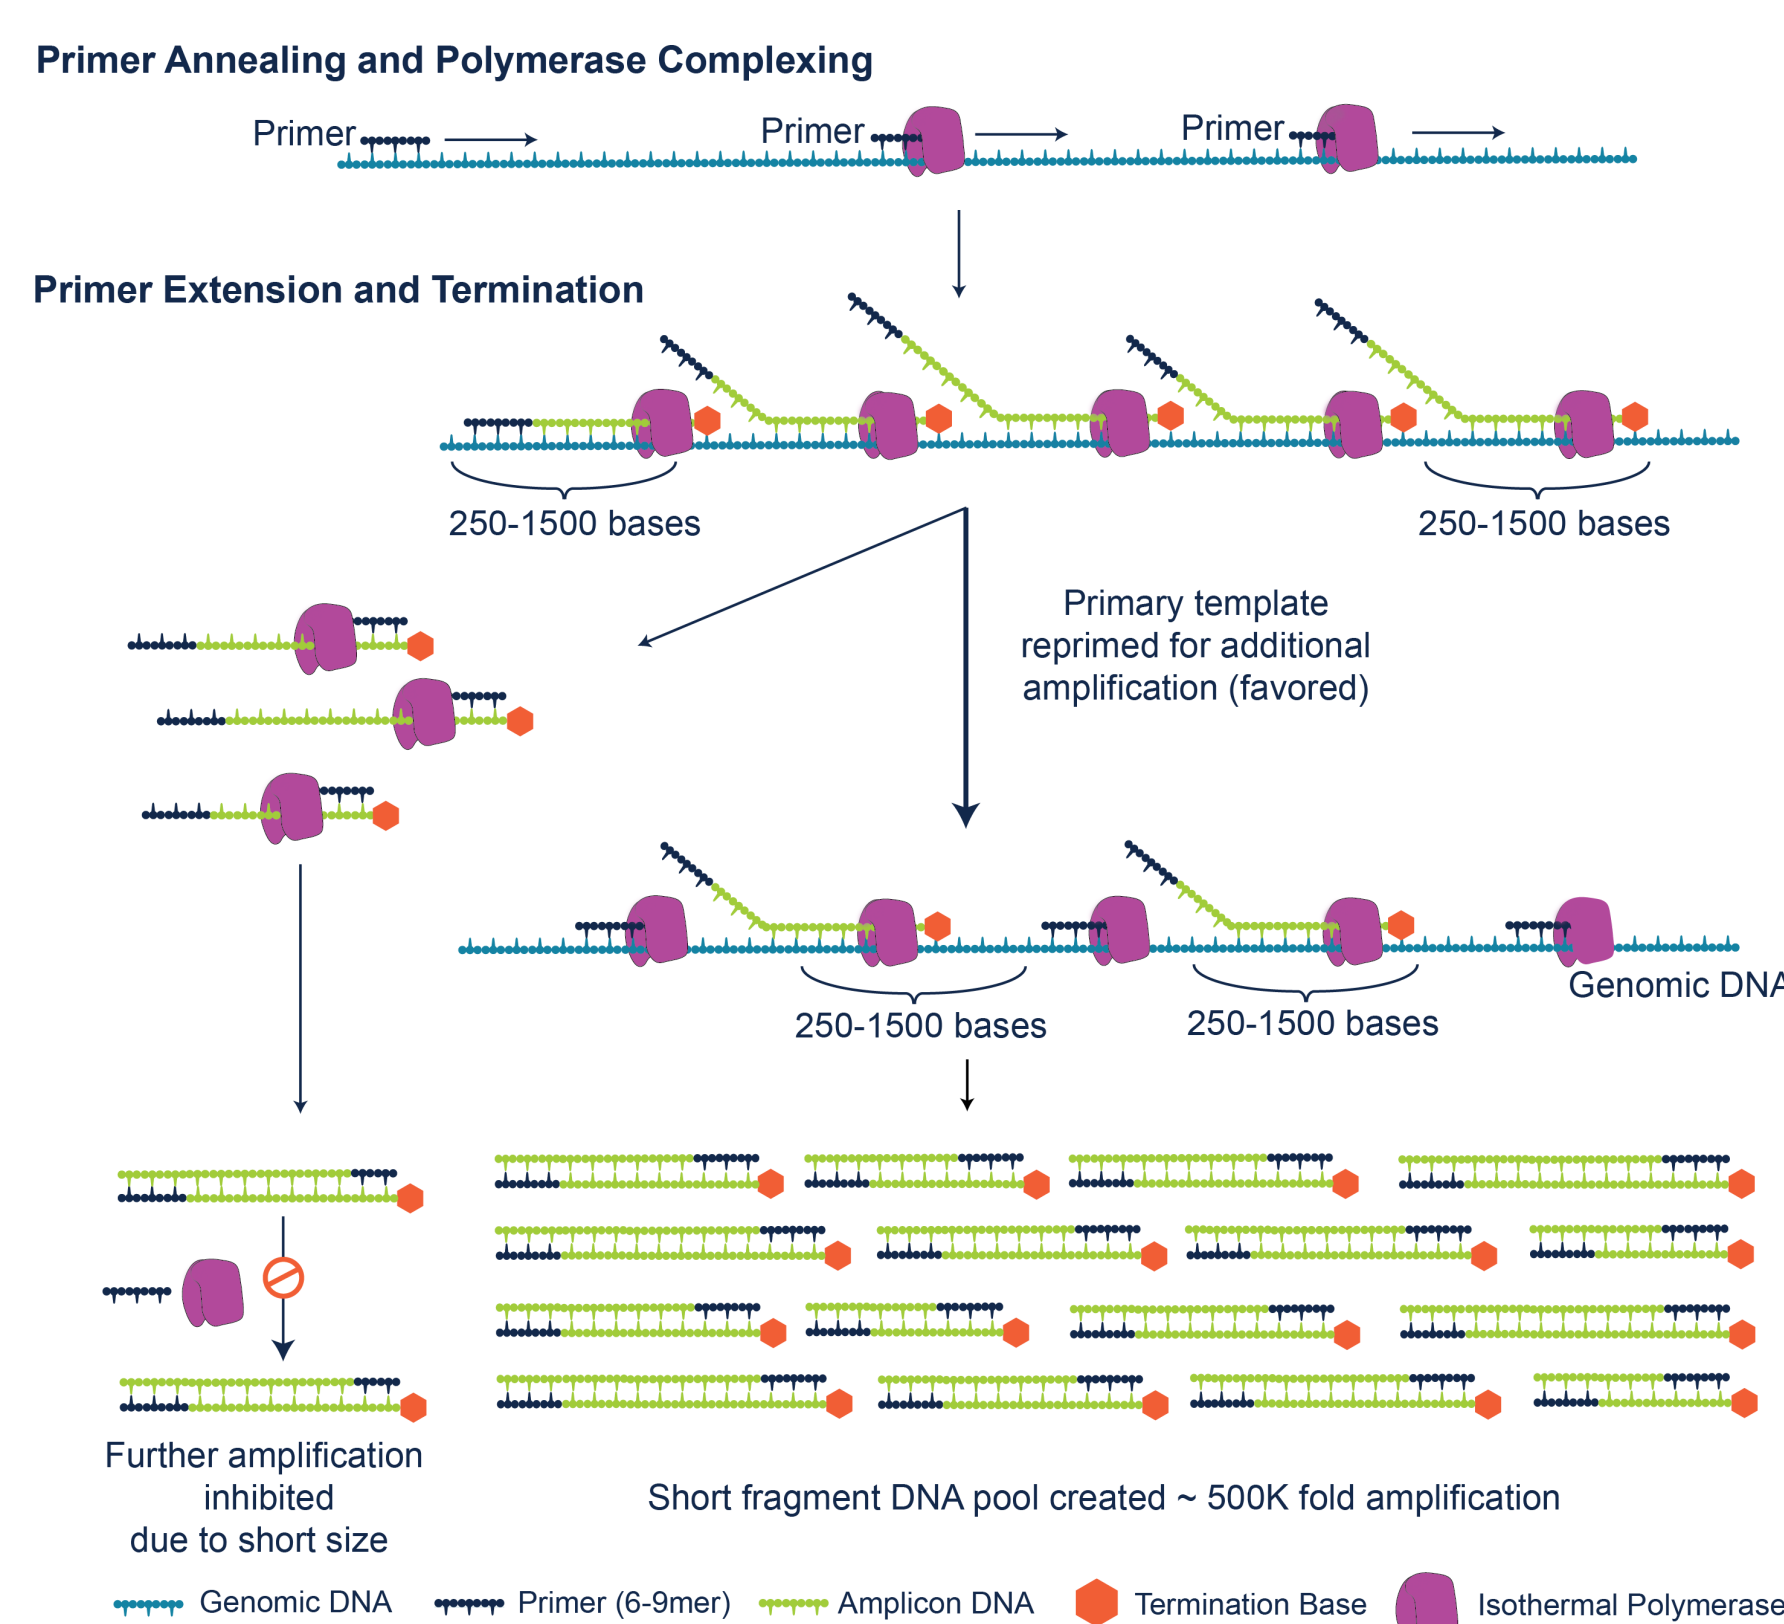 Primer Annealing and Polymerase Complexing
Primer
Primer
Primer
Primer Extension and Termination
250-1500 bases
250-1500 bases
Primary template
reprimed for additional
amplification (favored)
Genomic DNA
250-1500 bases
250-1500 bases
Further amplification
inhibited
due to short size
Short fragment DNA pool created ~ 500K fold amplification
Genomic DNA
Primer (6-9mer)
Amplicon DNA
Termination Base
Isothermal Polymerase